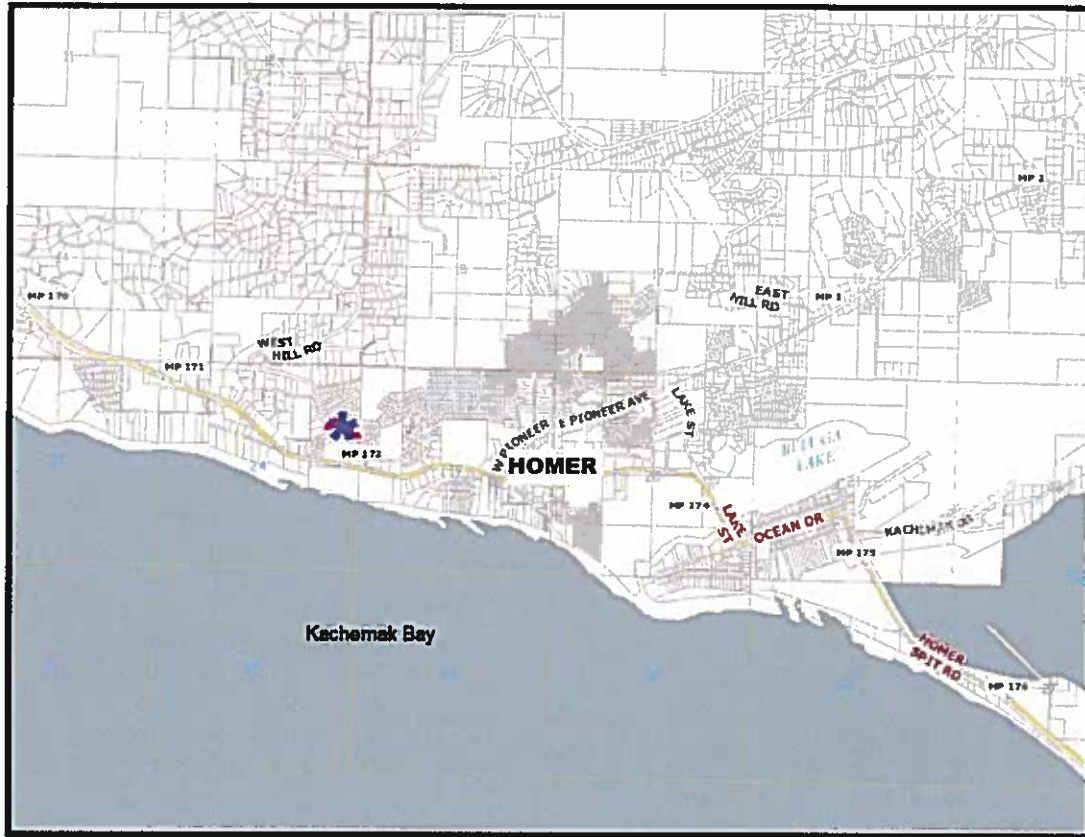 MP 2
EAST
HILL RD
MP 1
MP 170
WEST
HILL RD
MP 171
LAKE ST
E PIONEER AVE
W PIONEER
MP 172
HOMER
LAKE
MP 174
LAKE
ST
OCEAN DR
MP 175
Kachemak Bay
HOMER
SPIT RD
MP 176